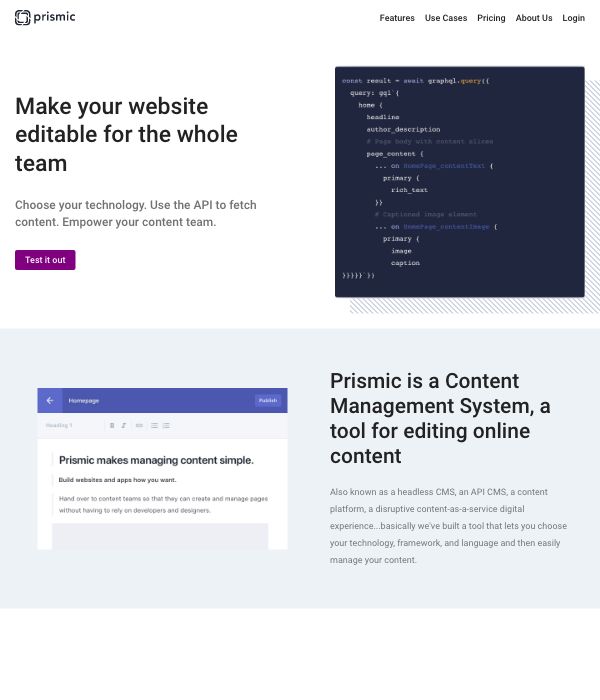 prismic
Features Use Cases Pricing About Us Login
Make your website
editable for the whole
team
Choose your technology. Use the API to fetch
content. Empower your content team.
Test it out
const result = await graphql.query({
query: gql`{
home {
headline
author_description
# Page body with content slices
page_content {
... on HomePage_contentText {
primary {
rich_text
}}
# Captioned image element
... on HomePage_contentImage {
primary {
image
caption
}}}}}`})
Homepage
Publish
Heading 1 B I
Prismic makes managing content simple.
Build websites and apps how you want.
Hand over to content teams so that they can create and manage pages
without having to rely on developers and designers.
Prismic is a Content
Management System, a
tool for editing online
content
Also known as a headless CMS, an API CMS, a content
platform, a disruptive content-as-a-service digital
experience...basically we've built a tool that lets you choose
your technology, framework, and language and then easily
manage your content.